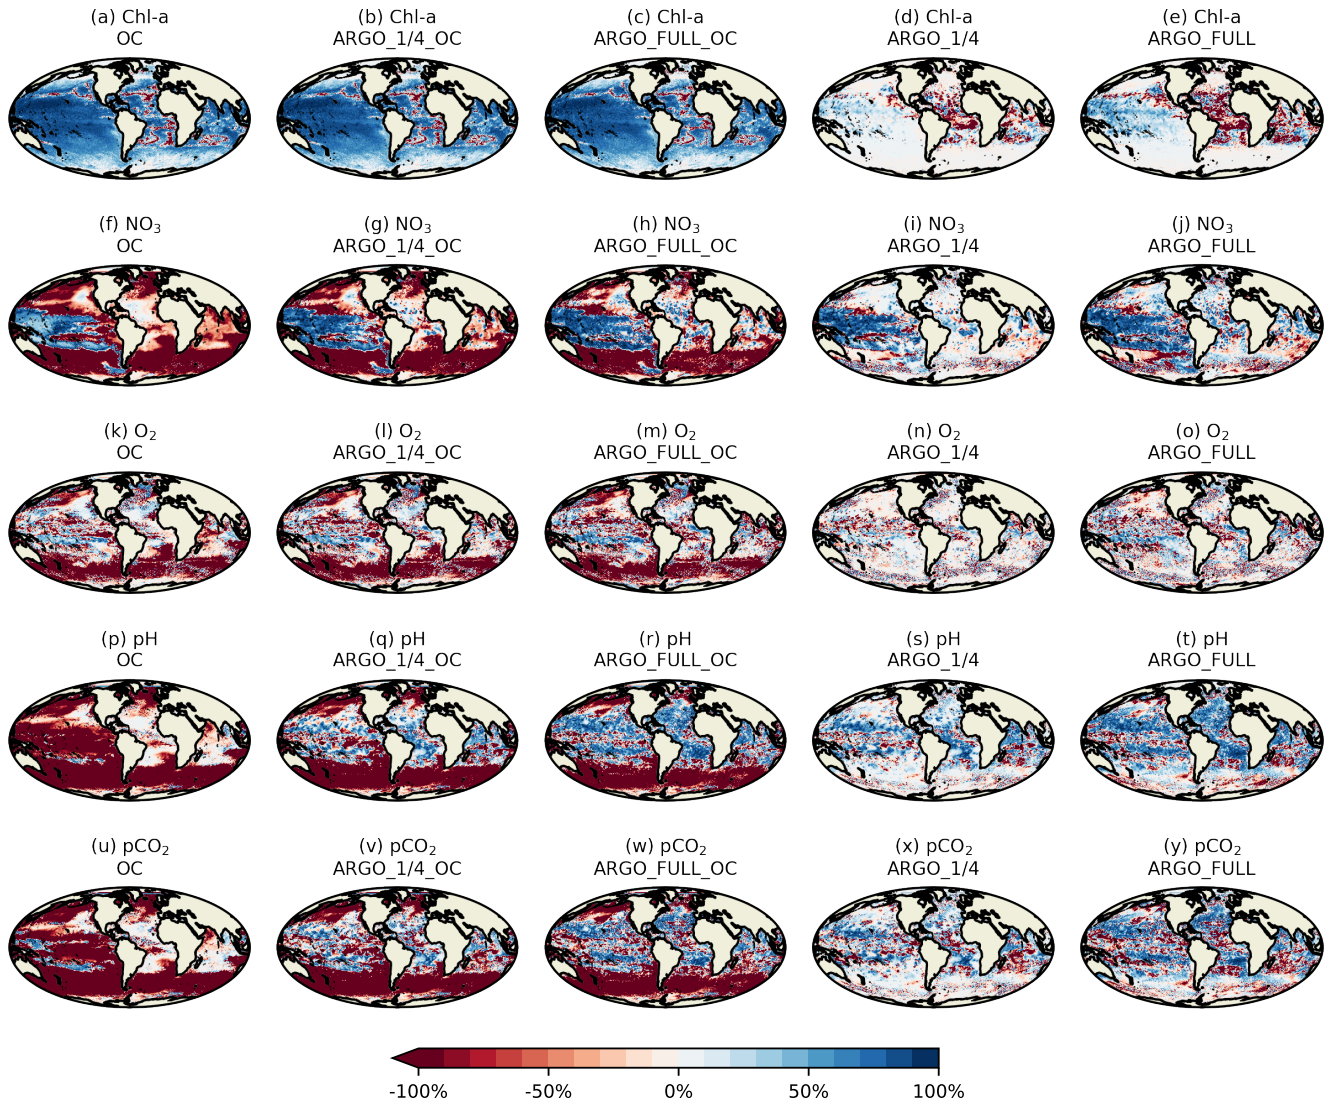 (a) Chl-a
OC
(b) Chl-a
ARGO_1/4_OC
(c) Chl-a
ARGO_FULL_OC
(d) Chl-a
ARGO_1/4
(e) Chl-a
ARGO_FULL
(f) NO₃
OC
(g) NO₃
ARGO_1/4_OC
(h) NO₃
ARGO_FULL_OC
(i) NO₃
ARGO_1/4
(j) NO₃
ARGO_FULL
(k) O₂
OC
(l) O₂
ARGO_1/4_OC
(m) O₂
ARGO_FULL_OC
(n) O₂
ARGO_1/4
(o) O₂
ARGO_FULL
(p) pH
OC
(q) pH
ARGO_1/4_OC
(r) pH
ARGO_FULL_OC
(s) pH
ARGO_1/4
(t) pH
ARGO_FULL
(u) pCO₂
OC
(v) pCO₂
ARGO_1/4_OC
(w) pCO₂
ARGO_FULL_OC
(x) pCO₂
ARGO_1/4
(y) pCO₂
ARGO_FULL
-100% -50% 0% 50% 100%